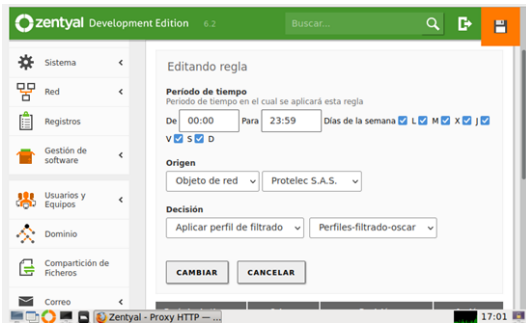 zentyal Development Edition 6.2
Buscar...
Sistema
Red
Registros
Gestión de
software
Usuarios y
Equipos
Dominio
Compartición de
Ficheros
Correo
Editando regla
Período de tiempo
Periodo de tiempo en el cual se aplicará esta regla
De 00:00 Para 23:59 Días de la semana L M X J
V S D
Origen
Objeto de red Protelec S.A.S.
Decisión
Aplicar perfil de filtrado Perfiles-filtrado-oscar
CAMBIAR CANCELAR
Zentyal - Proxy HTTP — ...
17:01